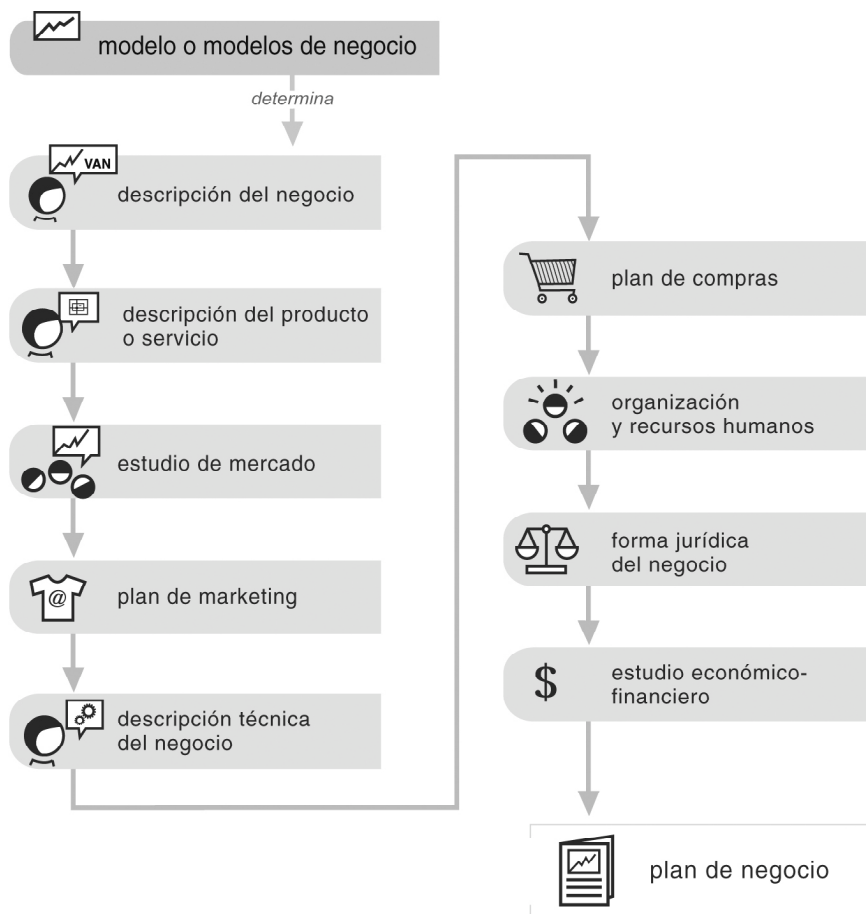 modelo o modelos de negocio
determina
VAN
descripción del negocio
descripción del producto
o servicio
estudio de mercado
@
plan de marketing
descripción técnica
del negocio
plan de compras
organización
y recursos humanos
forma jurídica
del negocio
$
estudio económico-
financiero
plan de negocio